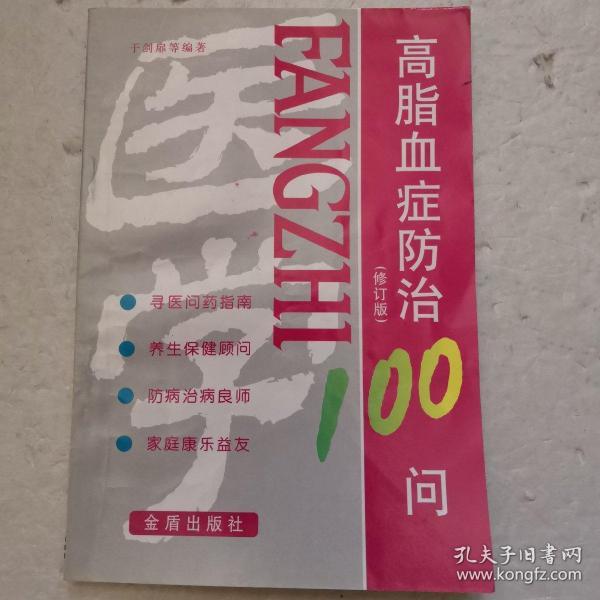 于剑扉等编著
医学
FANGZHI
高脂血症防治
(修订版)
100
问
寻医问药指南
养生保健顾问
防病治病良师
家庭康乐益友
金盾出版社
孔夫子旧书网
www.kongfz.com